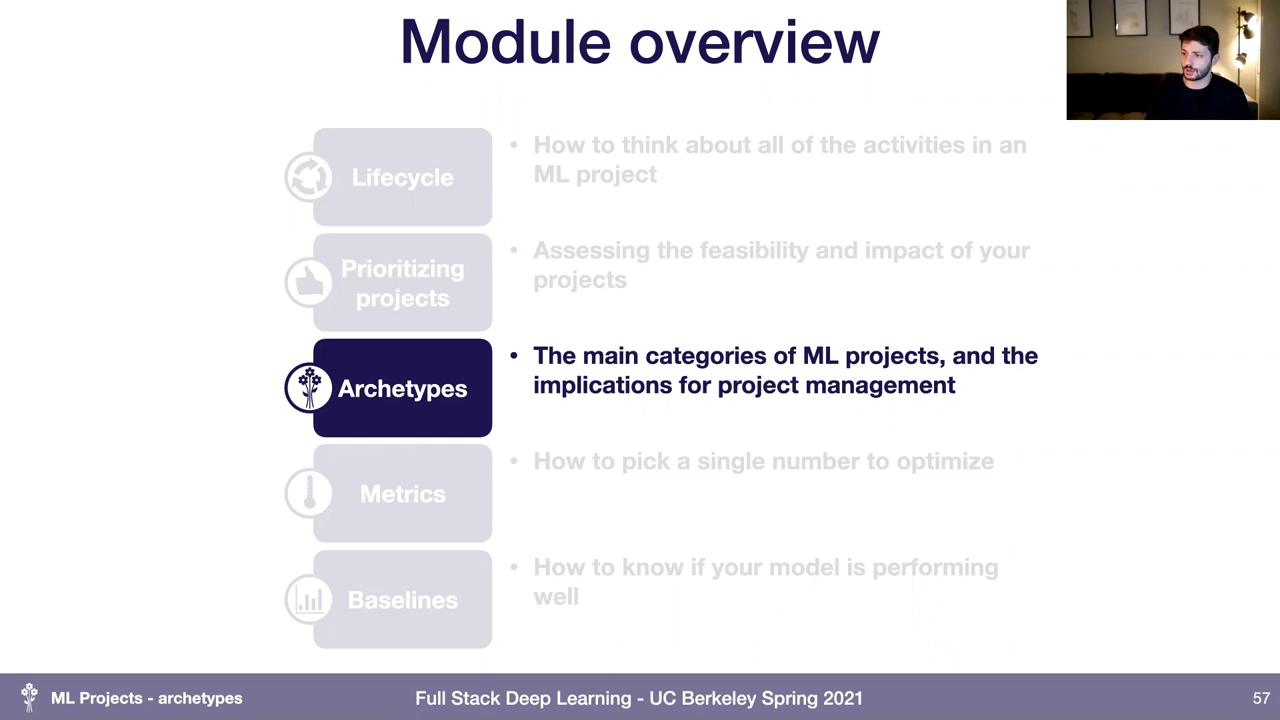 Module overview
Lifecycle
• How to think about all of the activities in an
ML project
Prioritizing
projects
• Assessing the feasibility and impact of your
projects
Archetypes
• The main categories of ML projects, and the
implications for project management
Metrics
• How to pick a single number to optimize
Baselines
• How to know if your model is performing
well
ML Projects - archetypes
Full Stack Deep Learning - UC Berkeley Spring 2021
57